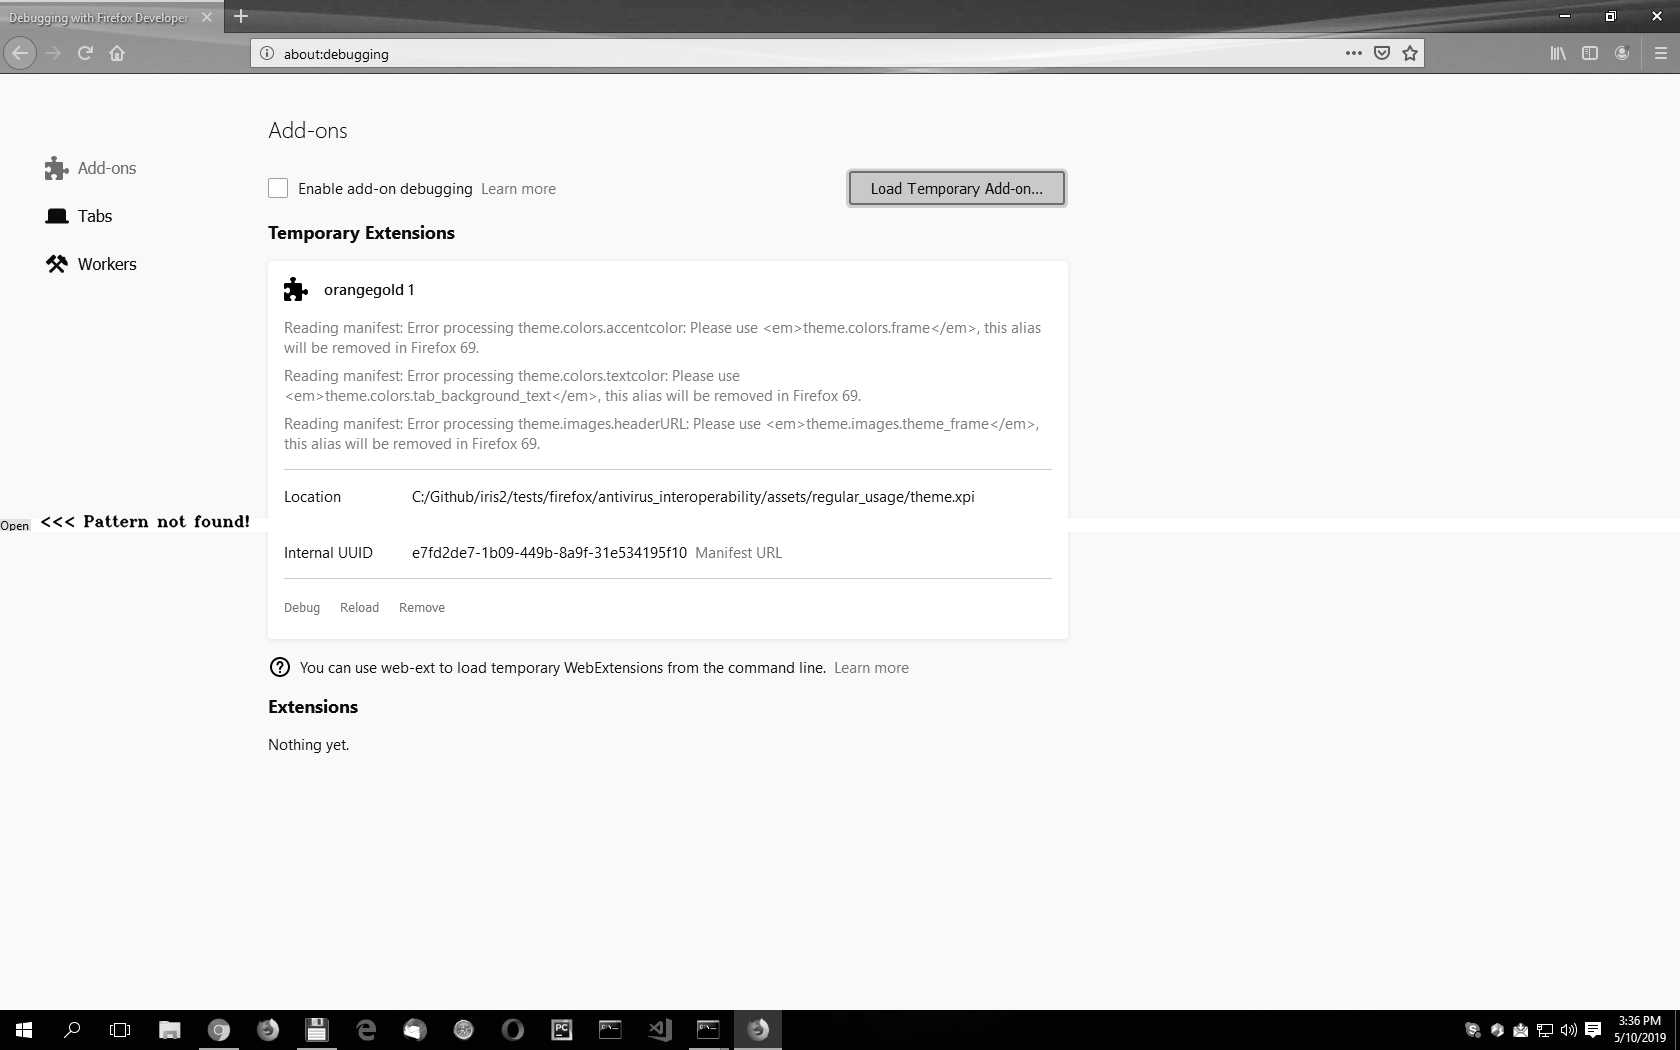 Debugging with Firefox Developer
about:debugging
Add-ons
Add-ons
Enable add-on debugging Learn more
Load Temporary Add-on...
Tabs
Temporary Extensions
Workers
orangegold 1
Reading manifest: Error processing theme.colors.accentcolor: Please use <em>theme.colors.frame</em>, this alias
will be removed in Firefox 69.
Reading manifest: Error processing theme.colors.textcolor: Please use
<em>theme.colors.tab_background_text</em>, this alias will be removed in Firefox 69.
Reading manifest: Error processing theme.images.headerURL: Please use <em>theme.images.theme_frame</em>,
this alias will be removed in Firefox 69.
Location C:/Github/iris2/tests/firefox/antivirus_interoperability/assets/regular_usage/theme.xpi
Open <<< Pattern not found!
Internal UUID e7fd2de7-1b09-449b-8a9f-31e534195f10 Manifest URL
Debug Reload Remove
You can use web-ext to load temporary WebExtensions from the command line. Learn more
Extensions
Nothing yet.
PC
3:36 PM
5/10/2019